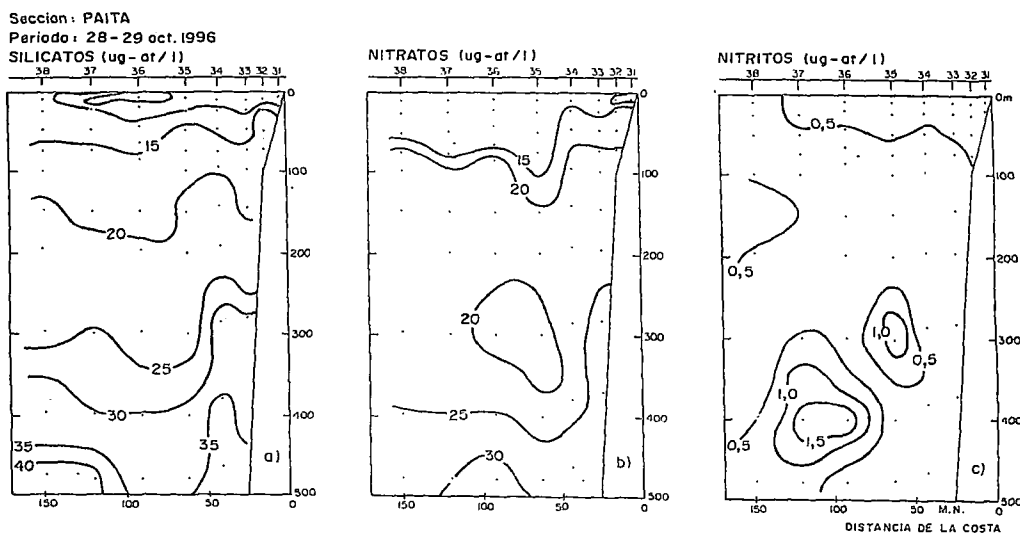 Seccion: PAITA
Periodo: 28-29 oct. 1996
SILICATOS (ug-at/l)
38 37 36 35 34 33 32 31
0
15
100
20
200
25
300
30
400
35
40
35
a)
500
150 100 50 0
NITRATOS (ug-at/l)
38 37 36 35 34 33 32 31
0
15
20
100
200
20
300
25
400
30
b)
500
150 100 50 0
NITRITOS (ug-at/l)
38 37 36 35 34 33 32 31
0m
0,5
100
0,5
200
1,0
0,5
300
1,0
400
0,5
1,5
c)
500
150 100 50 M.N. 0
DISTANCIA DE LA COSTA